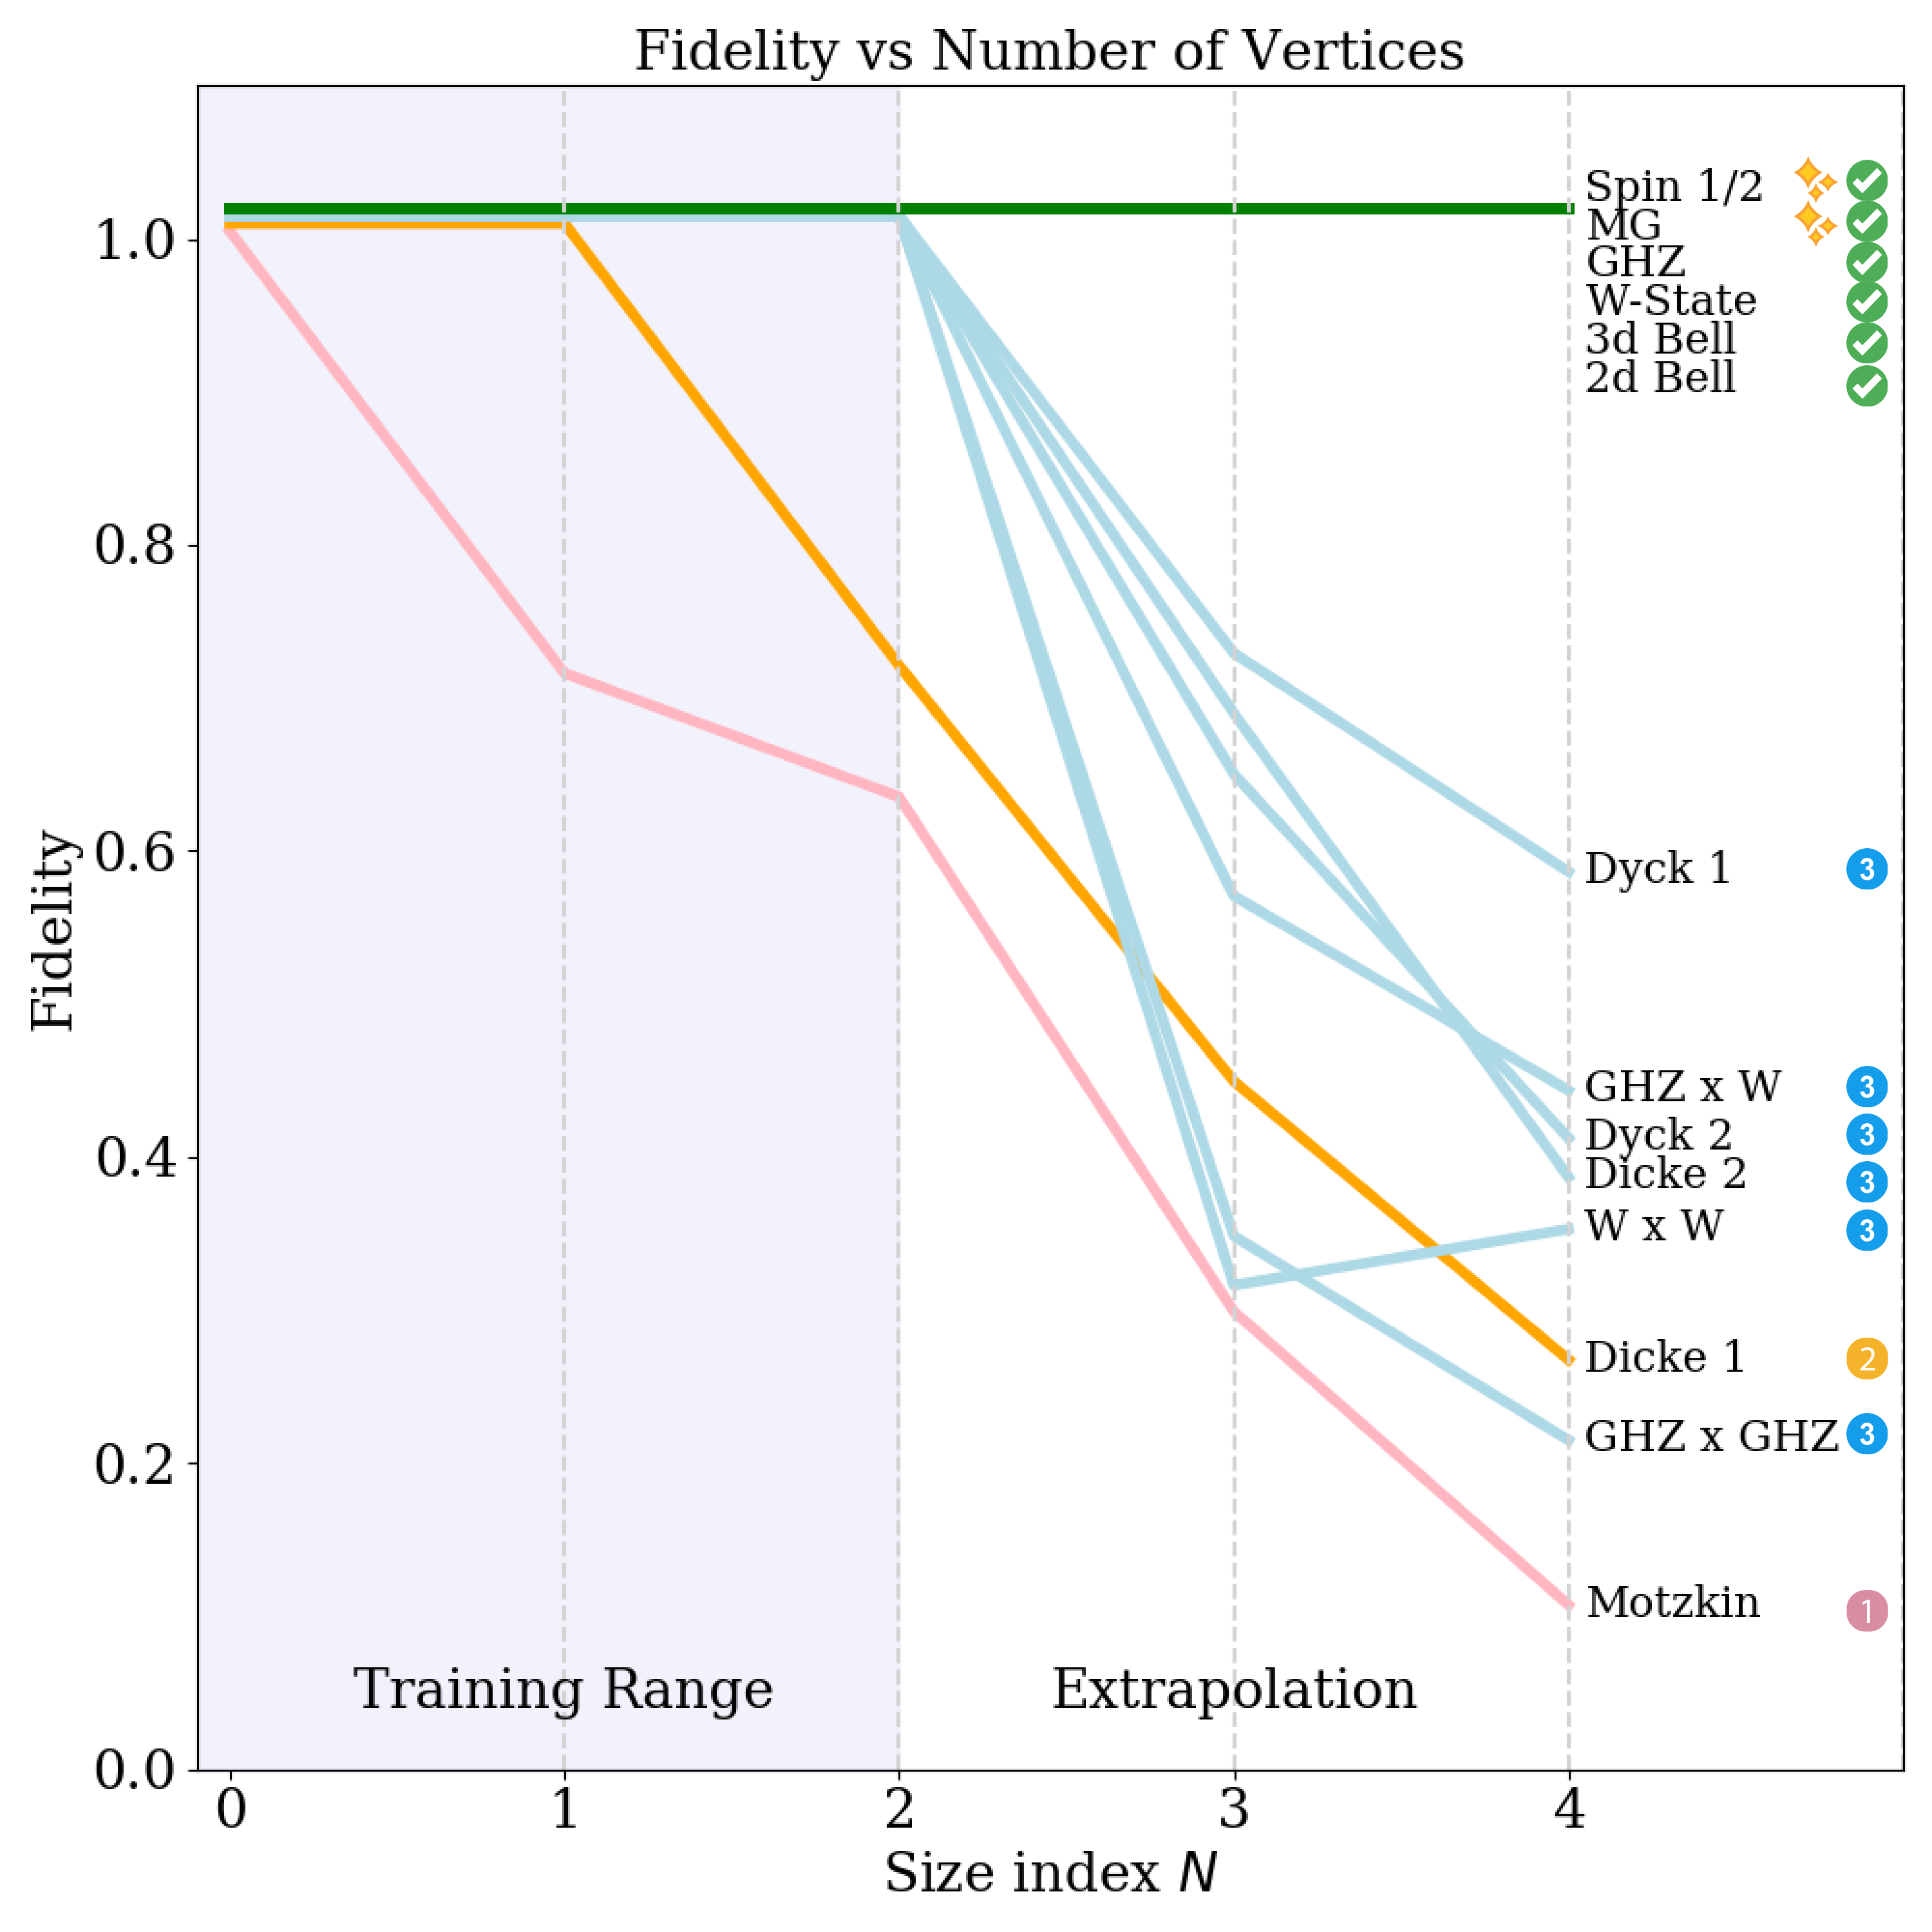 Fidelity vs Number of Vertices
Fidelity
1.0
0.8
0.6
0.4
0.2
0.0
Spin 1/2
MG
GHZ
W-State
3d Bell
2d Bell
Dyck 1 3
GHZ x W 3
Dyck 2 3
Dicke 2 3
W x W 3
Dicke 1 2
GHZ x GHZ 3
Motzkin 1
Training Range
Extrapolation
0 1 2 3 4
Size index N